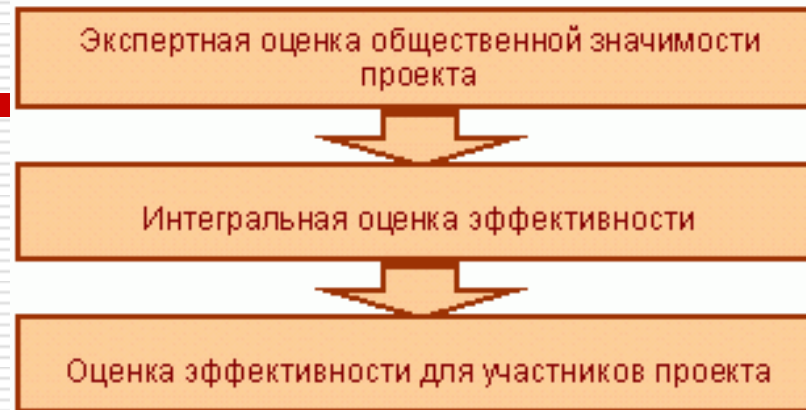 Экспертная оценка общественной значимости
проекта
Интегральная оценка эффективности
Оценка эффективности для участников проекта